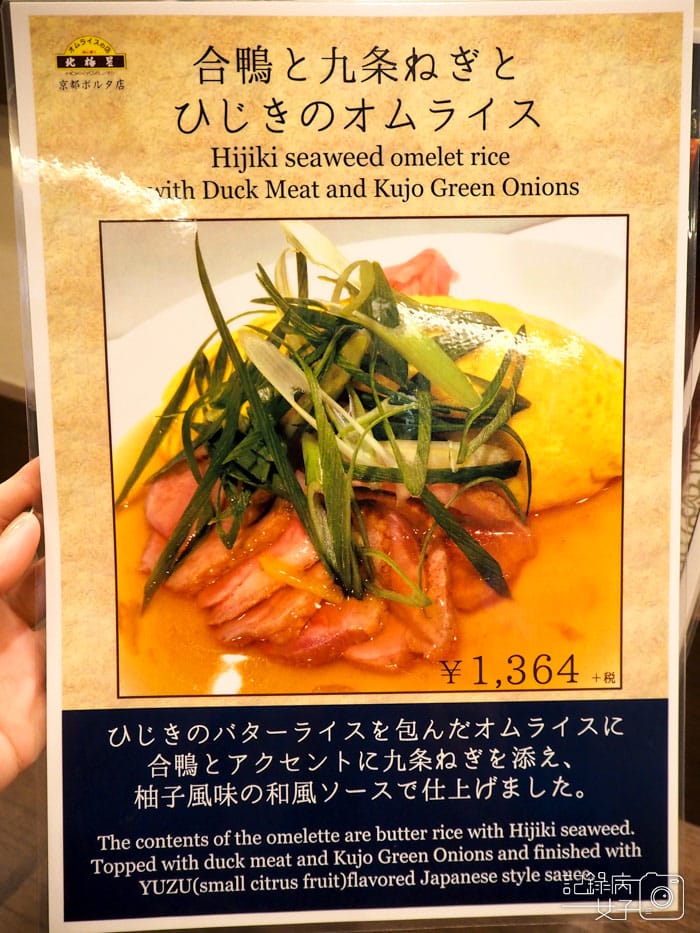 オムライスの店
北極星
HOKKYOKUSEI
京都ポルタ店
合鴨と九条ねぎと
ひじきのオムライス
Hijiki seaweed omelet rice
with Duck Meat and Kujo Green Onions
¥1,364 +税
ひじきのバターライスを包んだオムライスに
合鴨とアクセントに九条ねぎを添え、
柚子風味の和風ソースで仕上げました。
The contents of the omelette are butter rice with Hijiki seaweed.
Topped with duck meat and Kujo Green Onions and finished with
YUZU(small citrus fruit)flavored Japanese style sauce.
記錄病
女子